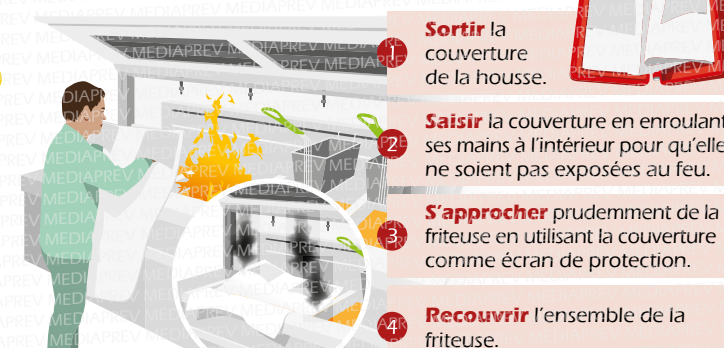 1
Sortir la
couverture
de la housse.
2
Saisir la couverture en enroulant
ses mains à l'intérieur pour qu'elle
ne soient pas exposées au feu.
3
S'approcher prudemment de la
friteuse en utilisant la couverture
comme écran de protection.
4
Recouvrir l'ensemble de la
friteuse.
MEDIAPREV